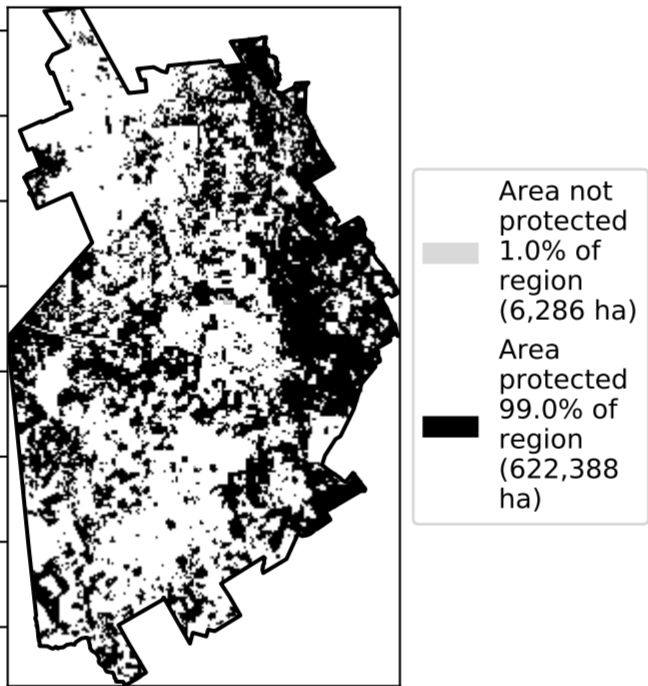 Area not
protected
1.0% of
region
(6,286 ha)
Area
protected
99.0% of
region
(622,388
ha)